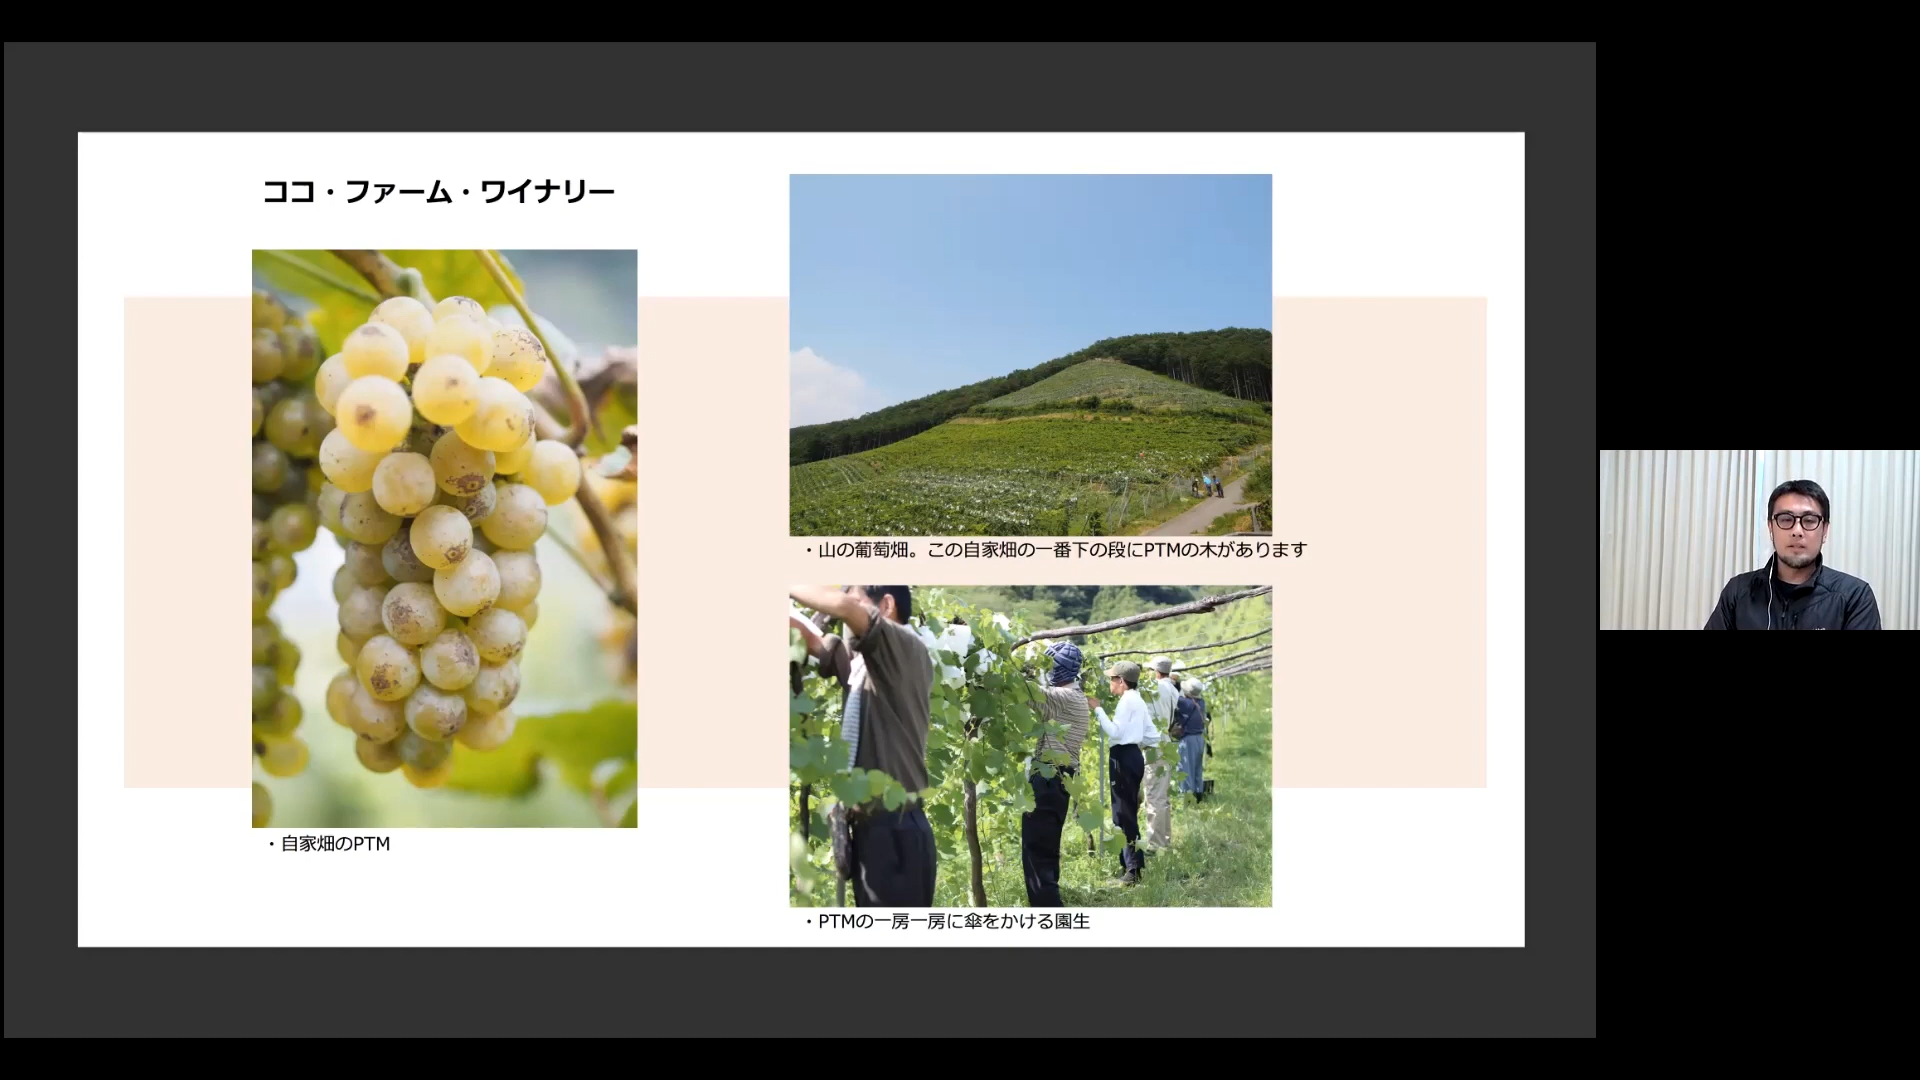 ココ・ファーム・ワイナリー
・自家畑のPTM
・山の葡萄畑。この自家畑の一番下の段にPTMの木があります
・PTMの一房一房に傘をかける園生